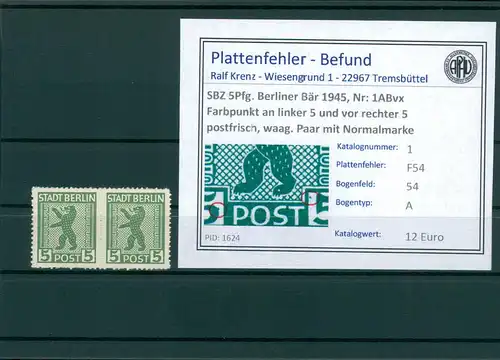 Plattenfehler - Befund
Ralf Krenz - Wiesengrund 1 - 22967 Tremsbüttel
SBZ 5Pfg. Berliner Bär 1945, Nr: 1ABvx
Farbpunkt an linker 5 und vor rechter 5
postfrisch, waag. Paar mit Normalmarke
Katalognummer: 1
Plattenfehler: F54
Bogenfeld: 54
Bogentyp: A
Katalogwert: 12 Euro
5 POST 5
PID: 1624
STADT BERLIN STADT BERLIN
5 POST 5 5 POST 5